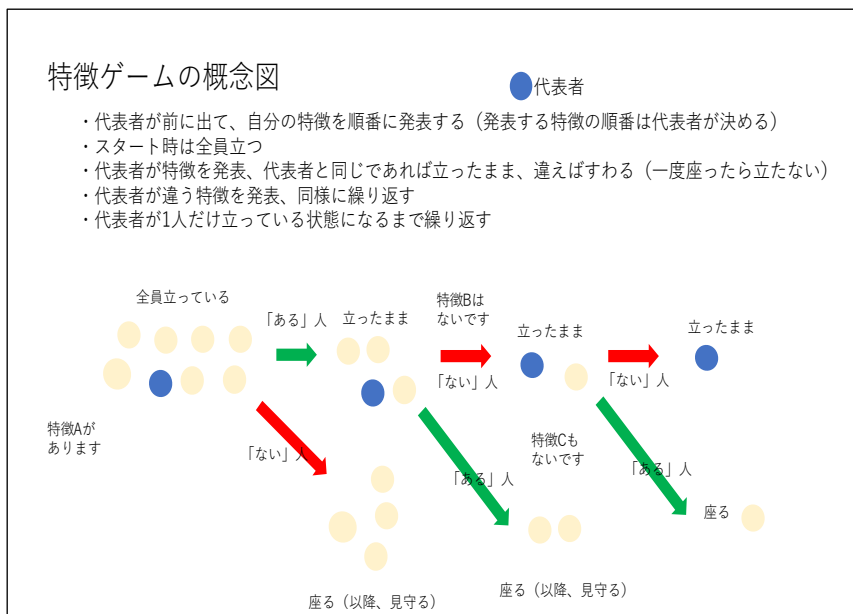 特徴ゲームの概念図
代表者
・代表者が前に出て、自分の特徴を順番に発表する（発表する特徴の順番は代表者が決める）
・スタート時は全員立つ
・代表者が特徴を発表、代表者と同じであれば立ったまま、違えばすわる（一度座ったら立たない）
・代表者が違う特徴を発表、同様に繰り返す
・代表者が1人だけ立っている状態になるまで繰り返す
全員立っている
「ある」人
立ったまま
特徴Bは
ないです
立ったまま
立ったまま
「ない」人
「ない」人
特徴Aが
あります
「ない」人
特徴Cも
ないです
「ある」人
「ある」人
座る
座る（以降、見守る）
座る（以降、見守る）